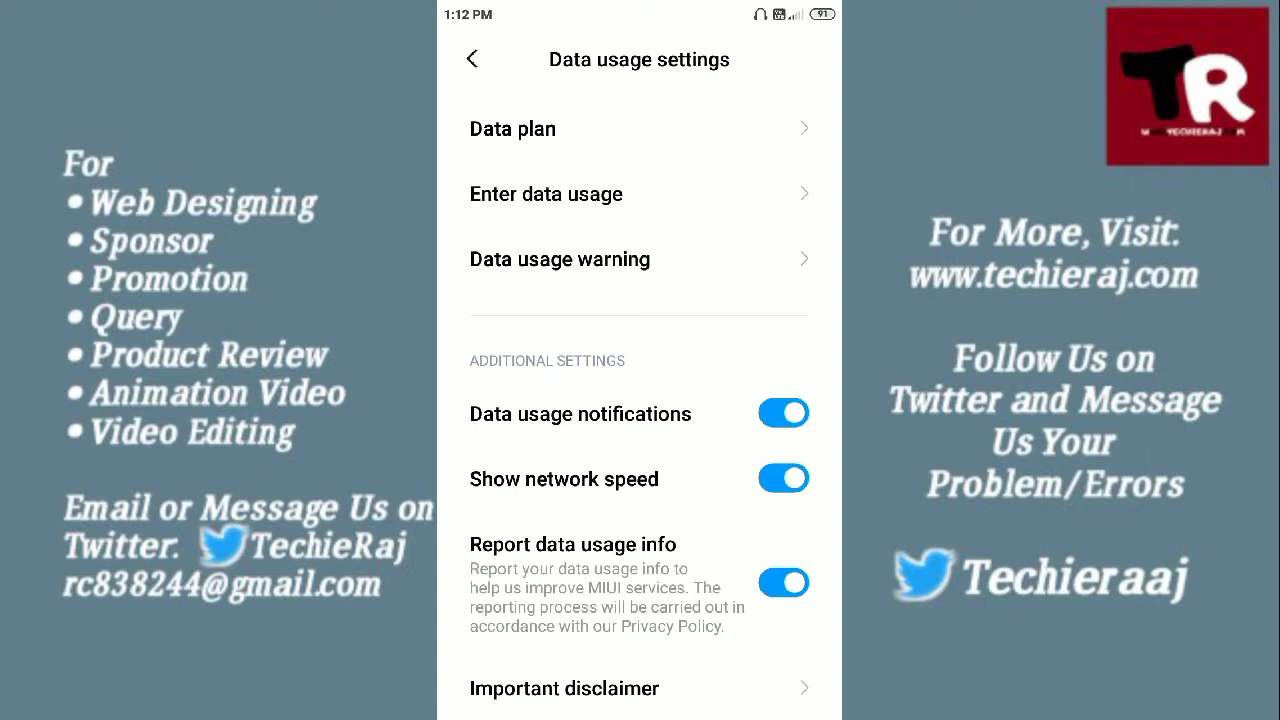 For
• Web Designing
• Sponsor
• Promotion
• Query
• Product Review
• Animation Video
• Video Editing
Email or Message Us on
Twitter. TechieRaj
rc838244@gmail.com
1:12 PM
91
Data usage settings
Data plan
Enter data usage
Data usage warning
ADDITIONAL SETTINGS
Data usage notifications
Show network speed
Report data usage info
Report your data usage info to
help us improve MIUI services. The
reporting process will be carried out in
accordance with our Privacy Policy.
Important disclaimer
TR
For More, Visit:
www.techieraj.com
Follow Us on
Twitter and Message
Us Your
Problem/Errors
Techieraaj